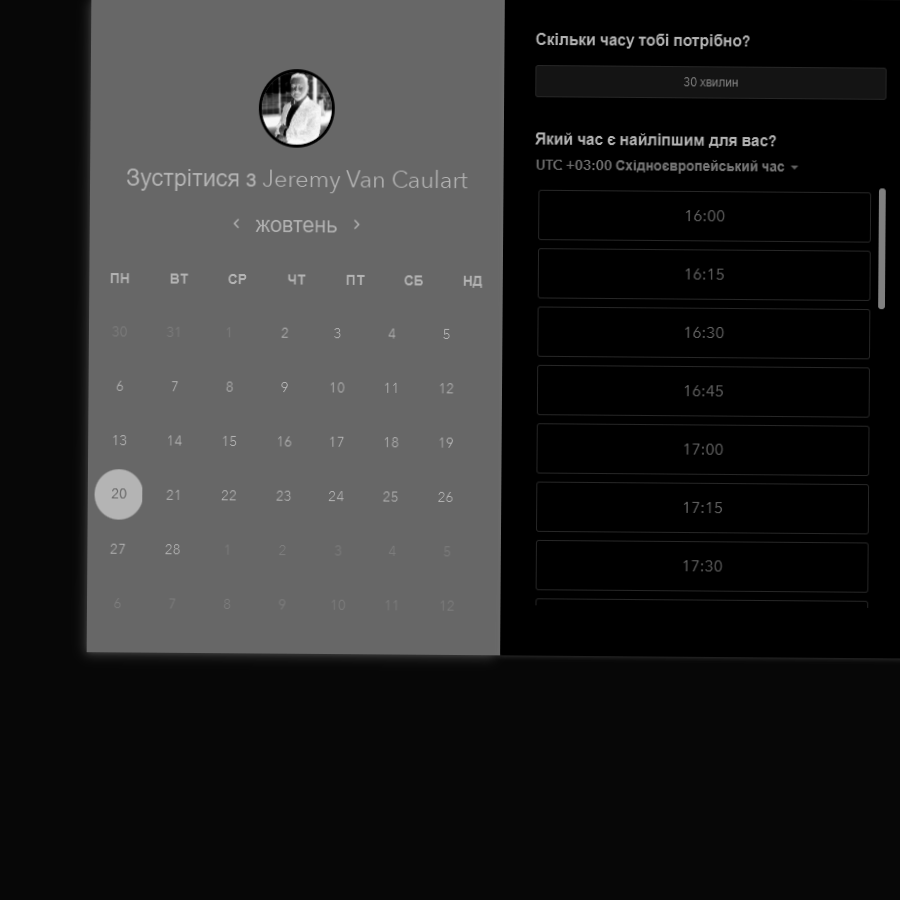 Зустрітися з Jeremy Van Caulart
жовтень
ПН ВТ СР ЧТ ПТ СБ НД
30 31 1 2 3 4 5
6 7 8 9 10 11 12
13 14 15 16 17 18 19
20 21 22 23 24 25 26
27 28 1 2 3 4 5
6 7 8 9 10 11 12
Скільки часу тобі потрібно?
30 хвилин
Який час є найліпшим для вас?
UTC +03:00 Східноєвропейський час
16:00
16:15
16:30
16:45
17:00
17:15
17:30